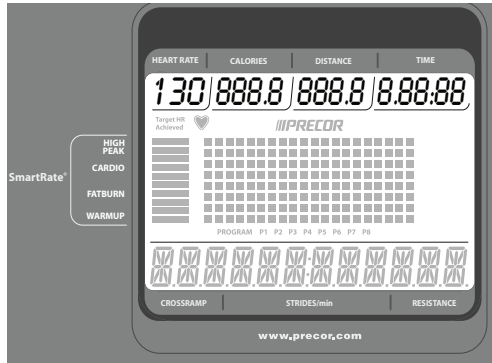 HEART RATE CALORIES DISTANCE TIME
130 888.8 888.8 8.88:88
Target HR
Achieved
PRECOR
SmartRate®
HIGH
PEAK
CARDIO
FATBURN
WARMUP
PROGRAM P1 P2 P3 P4 P5 P6 P7 P8
CROSSRAMP STRIDES/min RESISTANCE
www.precor.com